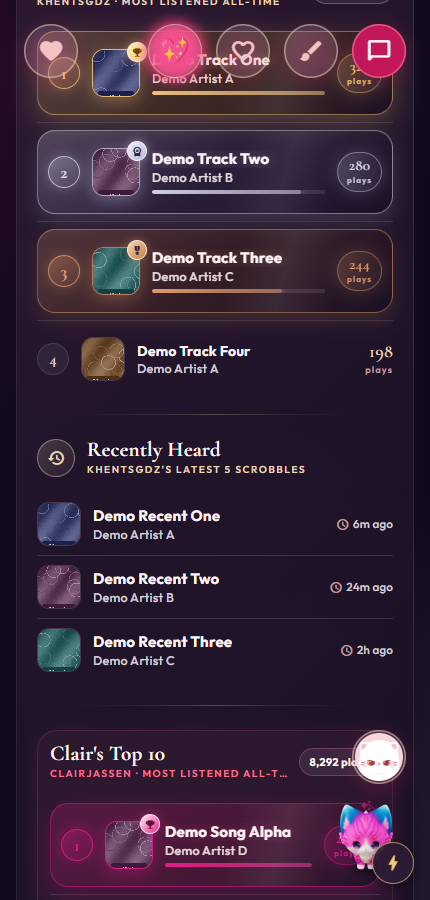 KHENTSGDZ · MOST LISTENED ALL-TIME
1
Demo Track One
Demo Artist A
2
Demo Track Two
Demo Artist B
280
plays
3
Demo Track Three
Demo Artist C
244
plays
4
Demo Track Four
Demo Artist A
198
plays
Recently Heard
KHENTSGDZ'S LATEST 5 SCROBBLES
Demo Recent One
Demo Artist A
6m ago
Demo Recent Two
Demo Artist B
24m ago
Demo Recent Three
Demo Artist C
2h ago
Clair's Top 10
CLAIRJASSEN · MOST LISTENED ALL-T...
8,292
1
Demo Song Alpha
Demo Artist D